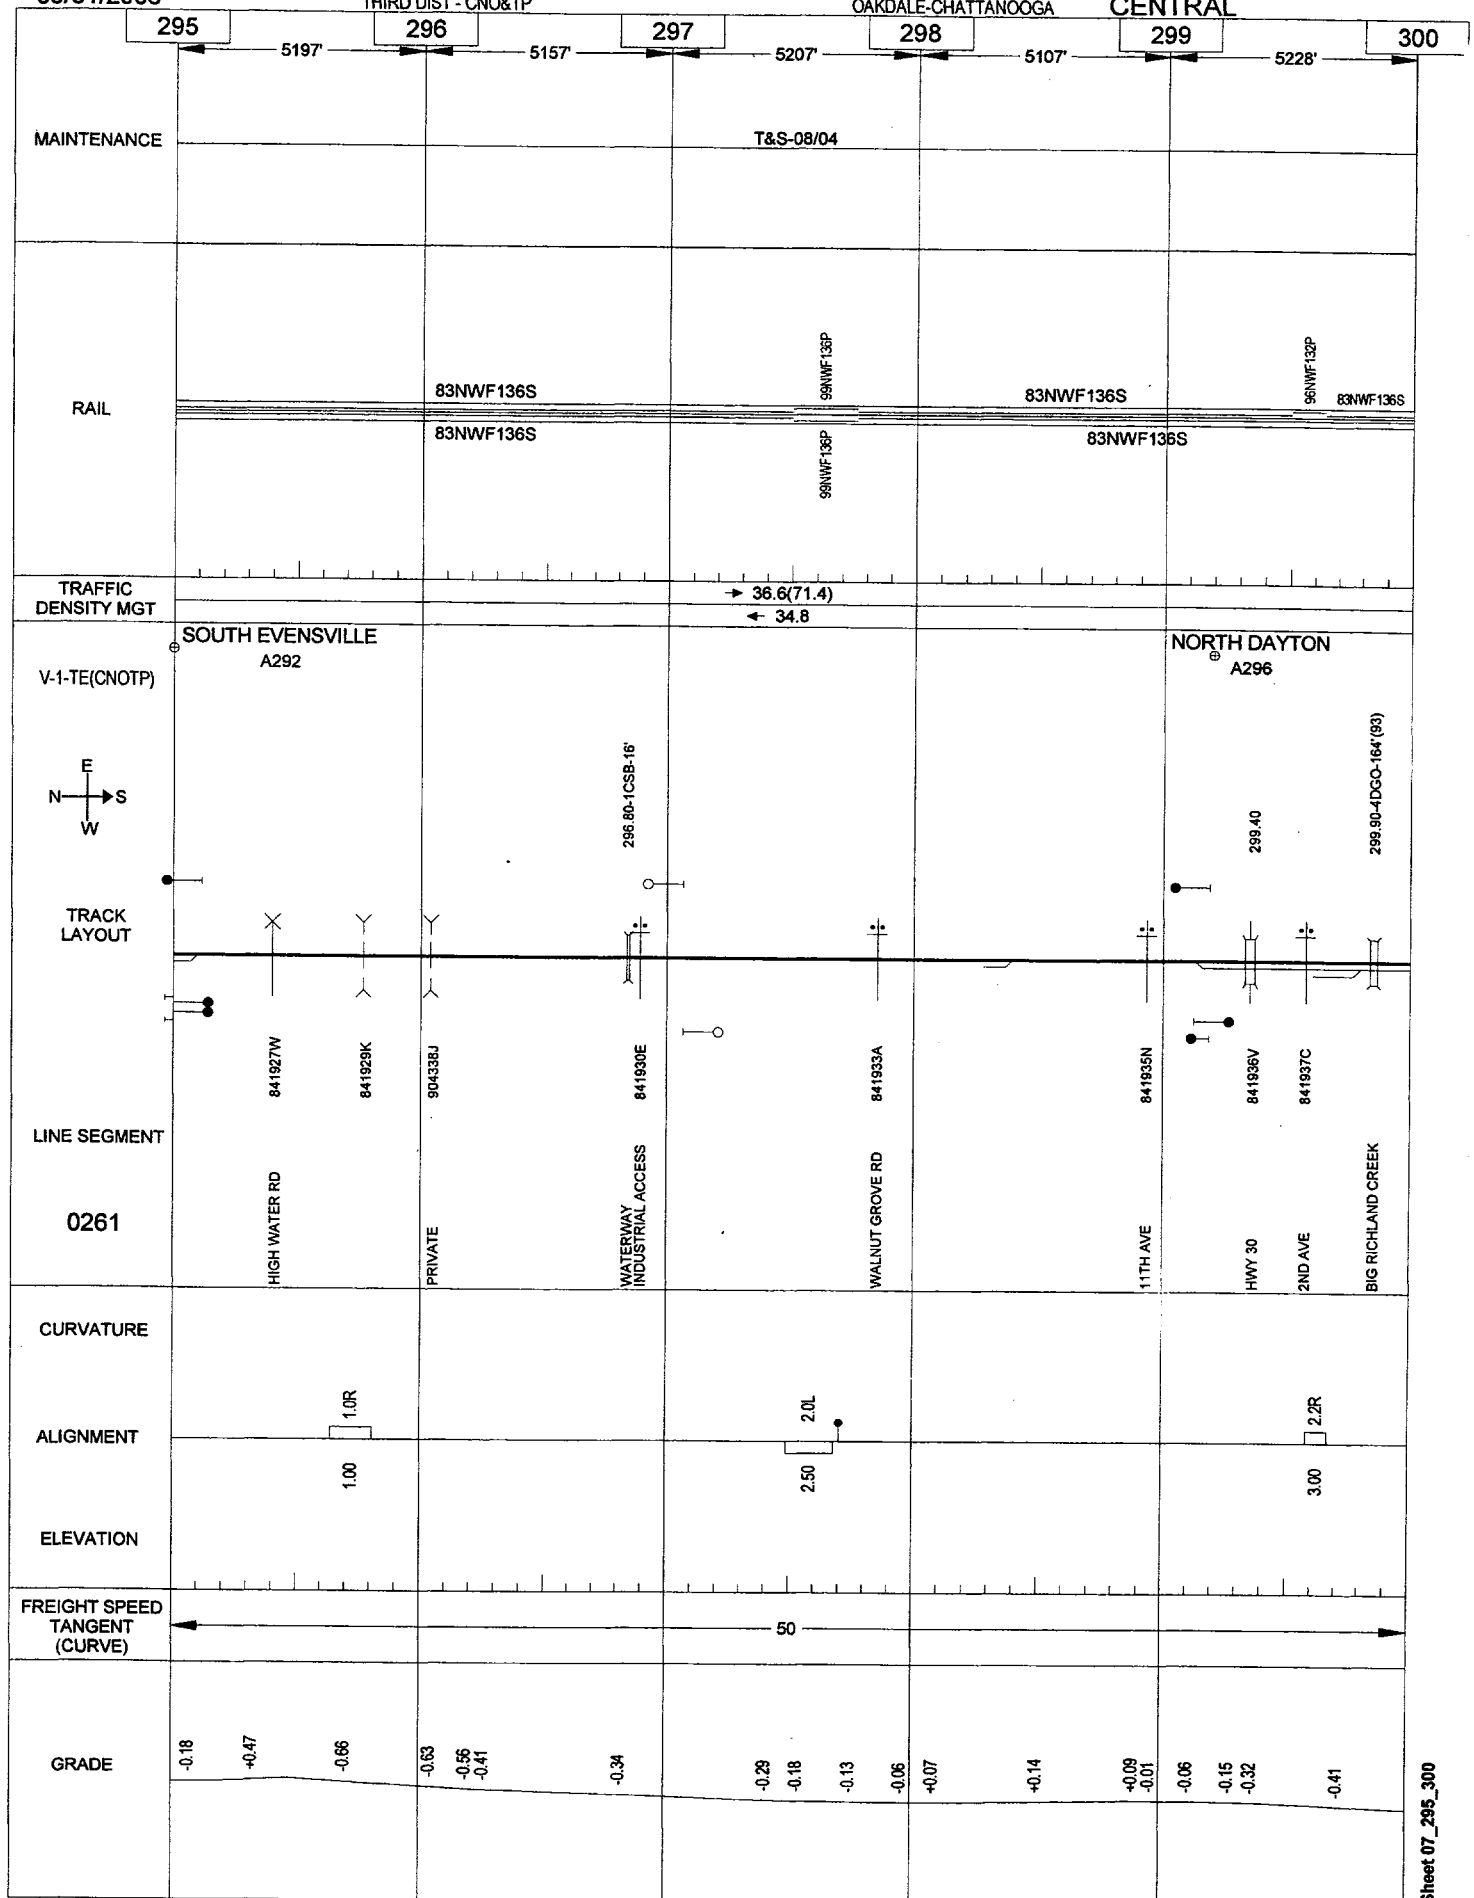 THIRD DIST - CNO&TP
OAKDALE-CHATTANOOGA
CENTRAL
295
296
297
298
299
300
5197'
5157'
5207'
5107'
5228'
MAINTENANCE
T&S-08/04
RAIL
83NWF136S
83NWF136S
99NWF136P
99NWF136P
83NWF136S
83NWF136S
96NWF132P
83NWF136S
TRAFFIC
DENSITY MGT
→ 36.6(71.4)
← 34.8
V-1-TE(CNOTP)
SOUTH EVENSVILLE
A292
NORTH DAYTON
A296
E
N S
W
296.80-1CSB-16'
299.40
299.90-4DGO-164'(93)
TRACK
LAYOUT
841927W
841929K
904338J
841930E
841933A
841935N
841936V
841937C
LINE SEGMENT
0261
HIGH WATER RD
PRIVATE
WATERWAY
INDUSTRIAL ACCESS
WALNUT GROVE RD
11TH AVE
HWY 30
2ND AVE
BIG RICHLAND CREEK
CURVATURE
1.0R
2.0L
2.2R
ALIGNMENT
1.00
2.50
3.00
ELEVATION
FREIGHT SPEED
TANGENT
(CURVE)
50
GRADE
-0.18
+0.47
-0.66
-0.63
-0.56
-0.41
-0.34
-0.29
-0.18
-0.13
-0.06
+0.07
+0.14
+0.09
-0.01
-0.06
-0.15
-0.32
-0.41
Sheet 07_295_300